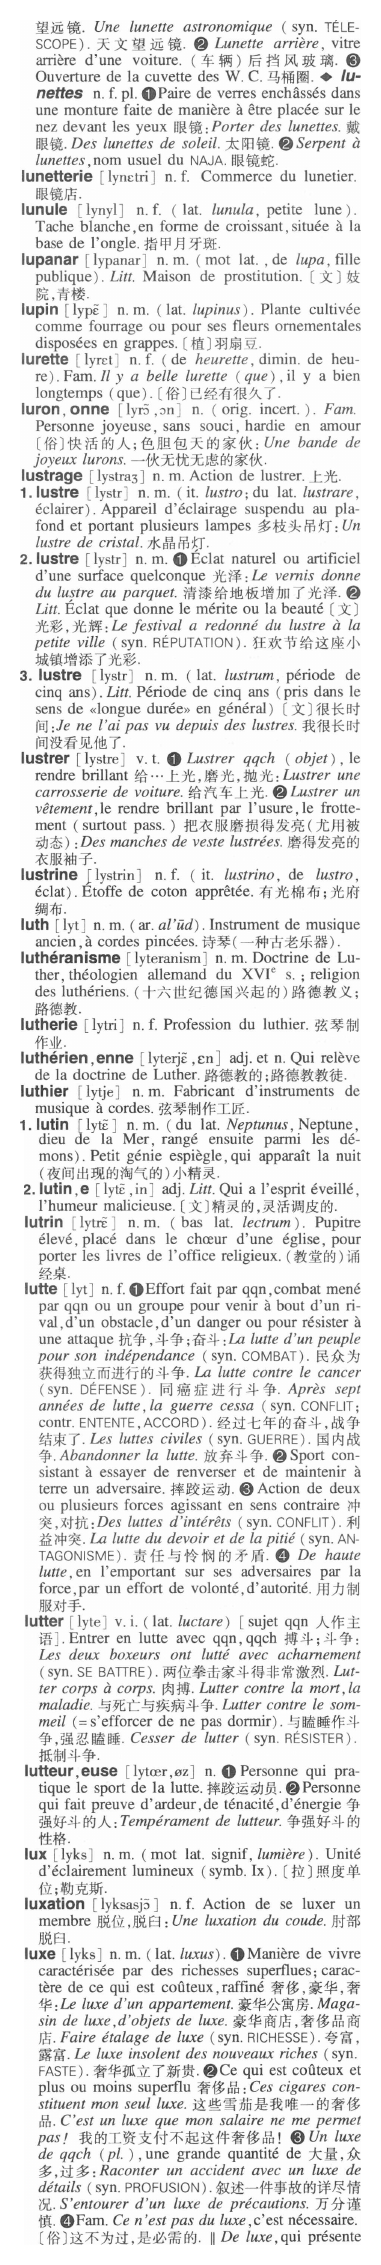 望远镜. Une lunette astronomique ( syn. TÉLE-
SCOPE). 天文望远镜. ❷ Lunette arrière, vitre
arrière d'une voiture. (车辆) 后挡风玻璃. ❸
Ouverture de la cuvette des W. C. 马桶圈. ◆ lu-
nettes n. f. pl. ❶ Paire de verres enchâssés dans
une monture faite de manière à être placée sur le
nez devant les yeux 眼镜: Porter des lunettes. 戴
眼镜. Des lunettes de soleil. 太阳镜. ❷ Serpent à
lunettes, nom usuel du NAJA. 眼镜蛇.
lunetterie [lynɛtri] n. f. Commerce du lunetier.
眼镜店.
lunule [lynyl] n. f. ( lat. lunula, petite lune).
Tache blanche, en forme de croissant, située à la
base de l'ongle. 指甲月牙斑.
lupanar [lypanar] n. m. ( mot lat. , de lupa, fille
publique). Litt. Maison de prostitution. [文] 妓
院,青楼.
lupin [lypɛ̃] n. m. ( lat. lupinus). Plante cultivée
comme fourrage ou pour ses fleurs ornementales
disposées en grappes. [植] 羽扇豆.
lurette [lyrɛt] n. f. ( de heurette, dimin. de heu-
re). Fam. Il y a belle lurette (que), il y a bien
longtemps (que). [俗]已经有很久了.
luron, onne [lyrɔ̃, ɔn] n. ( orig. incert. ). Fam.
Personne joyeuse, sans souci, hardie en amour
[俗]快活的人;色胆包天的家伙: Une bande de
joyeux lurons. 一伙无忧无虑的家伙.
lustrage [lystraʒ] n. m. Action de lustrer. 上光.
1. lustre [lystr] n. m. ( it. lustro; du lat. lustrare,
éclairer). Appareil d'éclairage suspendu au pla-
fond et portant plusieurs lampes 多枝头吊灯: Un
lustre de cristal. 水晶吊灯.
2. lustre [lystr] n. m. ❶ Éclat naturel ou artificiel
d'une surface quelconque 光泽: Le vernis donne
du lustre au parquet. 清漆给地板增加了光泽. ❷
Litt. Éclat que donne le mérite ou la beauté [文]
光彩,光辉: Le festival a redonné du lustre à la
petite ville (syn. RÉPUTATION). 狂欢节给这座小
城镇增添了光彩.
3. lustre [lystr] n. m. ( lat. lustrum, période de
cinq ans). Litt. Période de cinq ans (pris dans le
sens de «longue durée» en général) [文]很长时
间: Je ne l'ai pas vu depuis des lustres. 我很长时
间没看见他了.
lustrer [lystre] v. t. ❶ Lustrer qqch (objet), le
rendre brillant 给…上光,磨光,抛光: Lustrer une
carrosserie de voiture. 给汽车上光. ❷ Lustrer un
vêtement, le rendre brillant par l'usure, le frotte-
ment (surtout pass. ) 把衣服磨损得发亮(尤用被
动态): Des manches de veste lustrées. 磨得发亮的
衣服袖子.
lustrine [lystrin] n. f. ( it. lustrino, de lustro,
éclat). Étoffe de coton apprêtée. 有光棉布;光府
绸布.
luth [lyt] n. m. (ar. al'ūd). Instrument de musique
ancien, à cordes pincées. 诗琴(一种古老乐器).
luthéranisme [lyteranism] n. m. Doctrine de Lu-
ther, théologien allemand du XVIe s. ; religion
des luthériens. (十六世纪德国兴起的)路德教义;
路德教.
lutherie [lytri] n. f. Profession du luthier. 弦琴制
作业.
luthérien, enne [lyterjɛ̃, ɛn] adj. et n. Qui relève
de la doctrine de Luther. 路德教的;路德教教徒.
luthier [lytje] n. m. Fabricant d'instruments de
musique à cordes. 弦琴制作工匠.
1. lutin [lytɛ̃] n. m. (du lat. Neptunus, Neptune,
dieu de la Mer, rangé ensuite parmi les dé-
mons). Petit génie espiègle, qui apparaît la nuit
(夜间出现的淘气的)小精灵.
2. lutin, e [lytɛ̃, in] adj. Litt. Qui a l'esprit éveillé,
l'humeur malicieuse. [文]精灵的,灵活调皮的.
lutrin [lytrɛ̃] n. m. ( bas lat. lectrum). Pupitre
élevé, placé dans le chœur d'une église, pour
porter les livres de l'office religieux. (教堂的)诵
经桌.
lutte [lyt] n. f. ❶ Effort fait par qqn, combat mené
par qqn ou un groupe pour venir à bout d'un ri-
val, d'un obstacle, d'un danger ou pour résister à
une attaque 抗争,斗争;奋斗: La lutte d'un peuple
pour son indépendance (syn. COMBAT). 民众为
获得独立而进行的斗争. La lutte contre le cancer
(syn. DÉFENSE). 同癌症进行斗争. Après sept
années de lutte, la guerre cessa (syn. CONFLIT;
contr. ENTENTE, ACCORD). 经过七年的奋斗,战争
结束了. Les luttes civiles (syn. GUERRE). 国内战
争. Abandonner la lutte. 放弃斗争. ❷ Sport con-
sistant à essayer de renverser et de maintenir à
terre un adversaire. 摔跤运动. ❸ Action de deux
ou plusieurs forces agissant en sens contraire 冲
突,对抗: Des luttes d'intérêts (syn. CONFLIT). 利
益冲突. La lutte du devoir et de la pitié (syn. AN-
TAGONISME). 责任与怜悯的矛盾. ❹ De haute
lutte, en l'emportant sur ses adversaires par la
force, par un effort de volonté, d'autorité. 用力制
服对手.
lutter [lyte] v. i. (lat. luctare) [sujet qqn 人作主
语]. Entrer en lutte avec qqn, qqch 搏斗;斗争:
Les deux boxeurs ont lutté avec acharnement
(syn. SE BATTRE). 两位拳击家斗得非常激烈. Lut-
ter corps à corps. 肉搏. Lutter contre la mort, la
maladie. 与死亡与疾病斗争. Lutter contre le som-
meil (= s'efforcer de ne pas dormir). 与瞌睡作斗
争,强忍瞌睡. Cesser de lutter (syn. RÉSISTER).
抵制斗争.
lutteur, euse [lytœr, øz] n. ❶ Personne qui pra-
tique le sport de la lutte. 摔跤运动员. ❷ Personne
qui fait preuve d'ardeur, de ténacité, d'énergie 争
强好斗的人: Tempérament de lutteur. 争强好斗的
性格.
lux [lyks] n. m. (mot lat. signif, lumière). Unité
d'éclairement lumineux (symb. lx). [拉]照度单
位;勒克斯.
luxation [lyksasjɔ̃] n. f. Action de se luxer un
membre 脱位,脱臼: Une luxation du coude. 肘部
脱臼.
luxe [lyks] n. m. (lat. luxus). ❶ Manière de vivre
caractérisée par des richesses superflues; carac-
tère de ce qui est coûteux, raffiné 奢侈,豪华,奢
华: Le luxe d'un appartement. 豪华公寓房. Maga-
sin de luxe, d'objets de luxe. 豪华商店,奢侈品商
店. Faire étalage de luxe (syn. RICHESSE). 夸富,
露富. Le luxe insolent des nouveaux riches (syn.
FASTE). 奢华孤立了新贵. ❷ Ce qui est coûteux et
plus ou moins superflu 奢侈品: Ces cigares con-
stituent mon seul luxe. 这些雪茄是我唯一的奢侈
品. C'est un luxe que mon salaire ne me permet
pas! 我的工资支付不起这件奢侈品! ❸ Un luxe
de qqch (pl. ), une grande quantité de 大量,众
多,过多: Raconter un accident avec un luxe de
détails (syn. PROFUSION). 叙述一件事故的详尽情
况. S'entourer d'un luxe de précautions. 万分谨
慎. ❹ Fam. Ce n'est pas du luxe, c'est nécessaire.
[俗]这不为过,是必需的. ‖ De luxe, qui présente